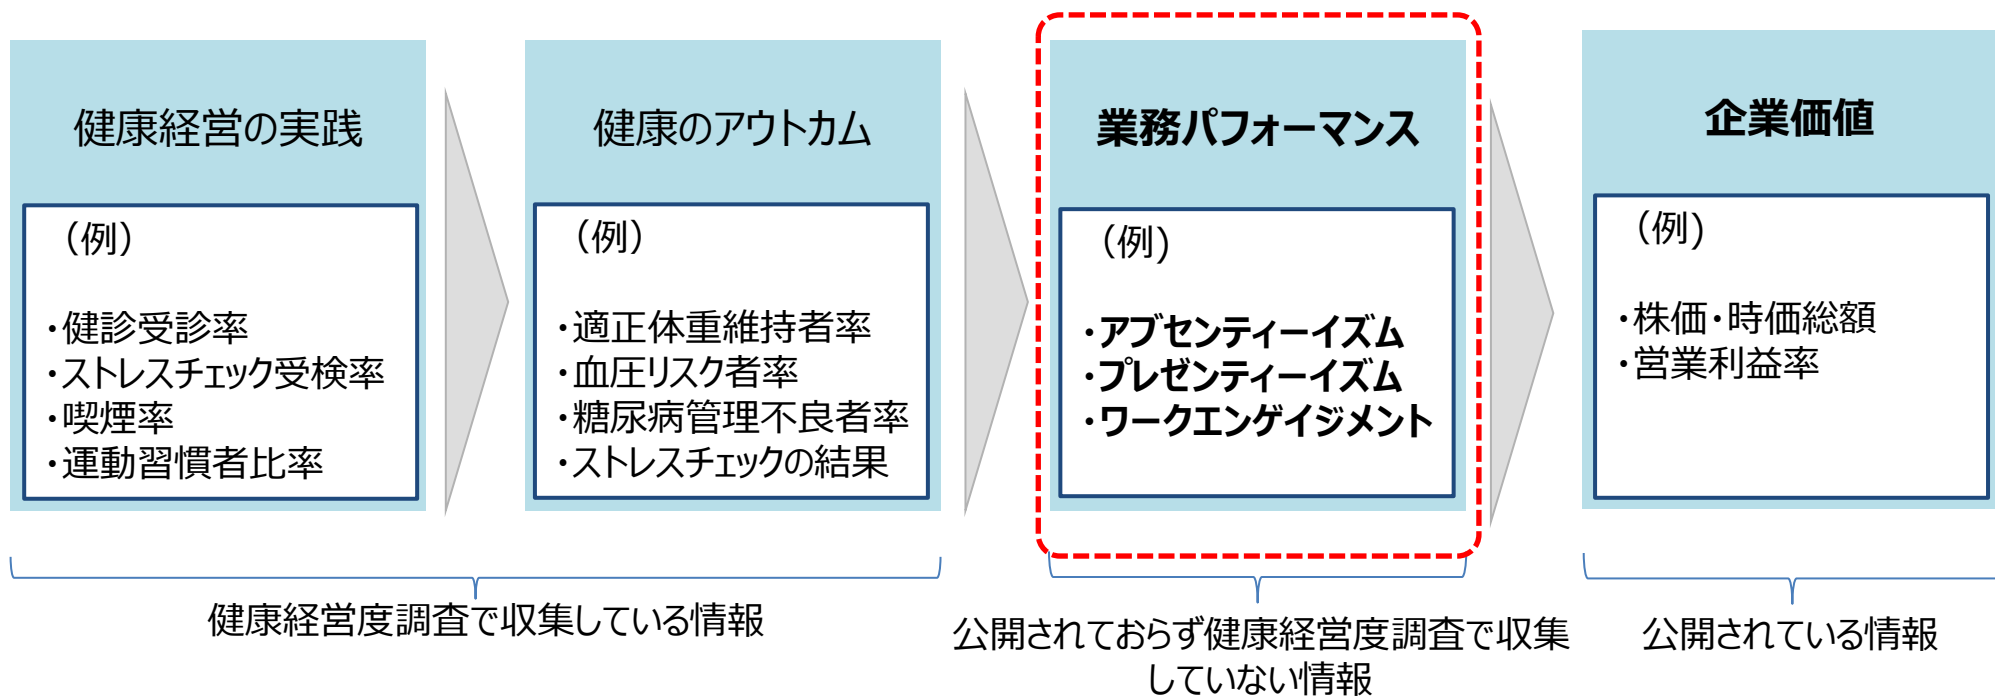 健康経営の実践
(例)
・健診受診率
・ストレスチェック受検率
・喫煙率
・運動習慣者比率
健康のアウトカム
(例)
・適正体重維持者率
・血圧リスク者率
・糖尿病管理不良者率
・ストレスチェックの結果
業務パフォーマンス
(例)
・アブセンティーイズム
・プレゼンティーイズム
・ワークエンゲイジメント
企業価値
(例)
・株価・時価総額
・営業利益率
健康経営度調査で収集している情報
公開されておらず健康経営度調査で収集
していない情報
公開されている情報